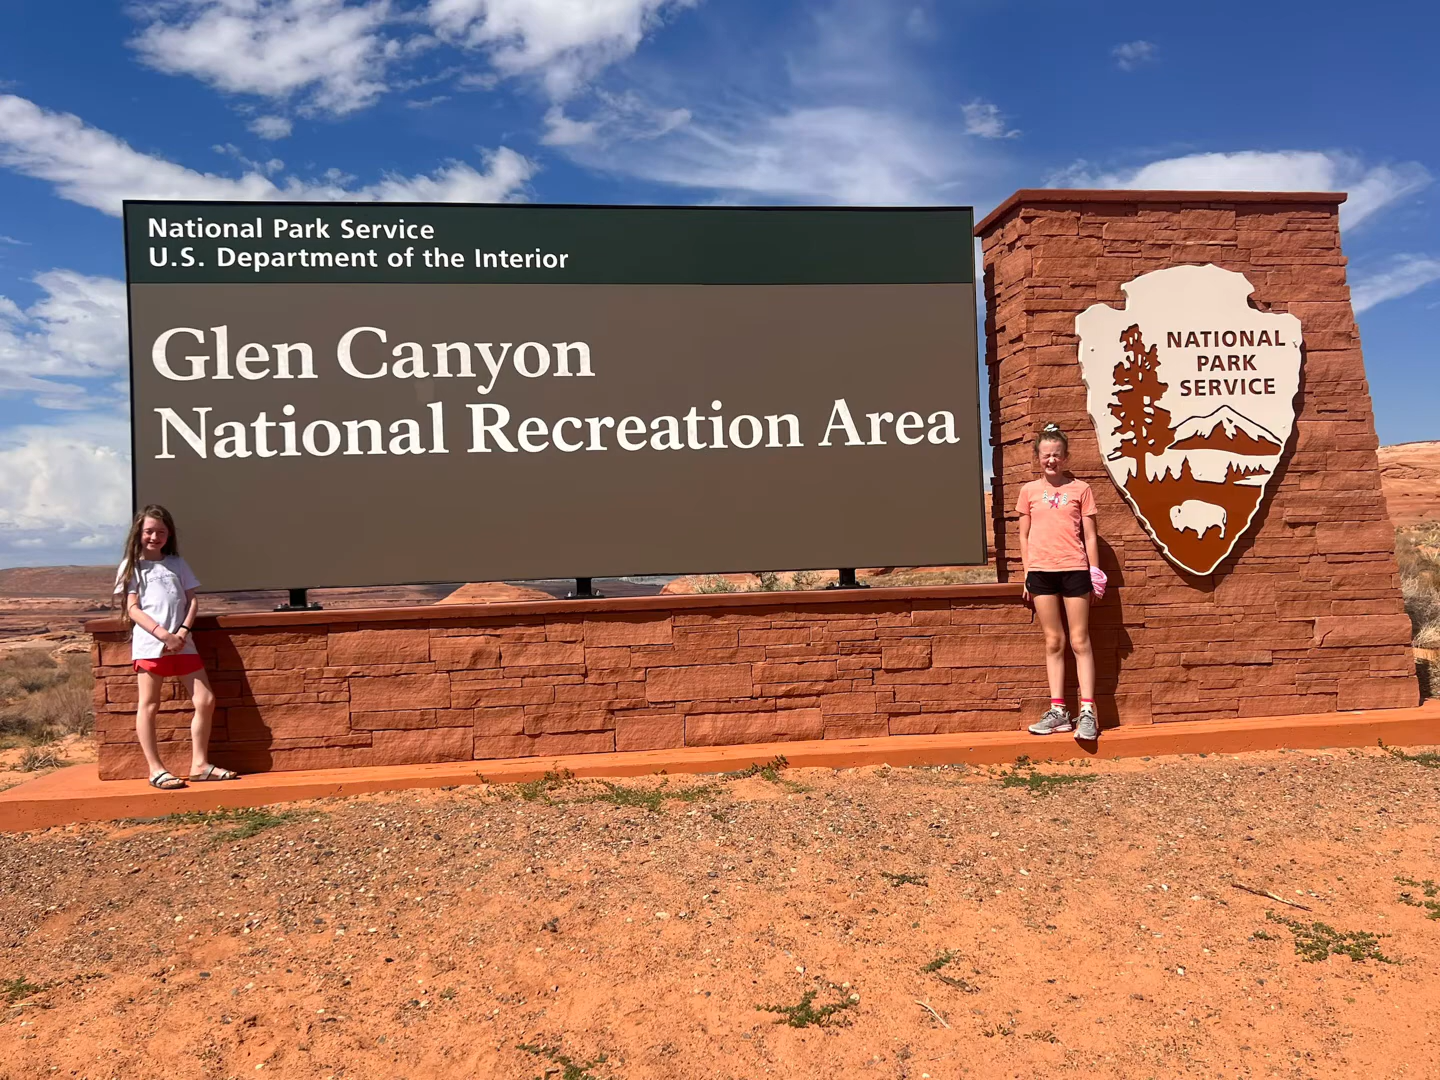 National Park Service
U.S. Department of the Interior
Glen Canyon
National Recreation Area
NATIONAL
PARK
SERVICE